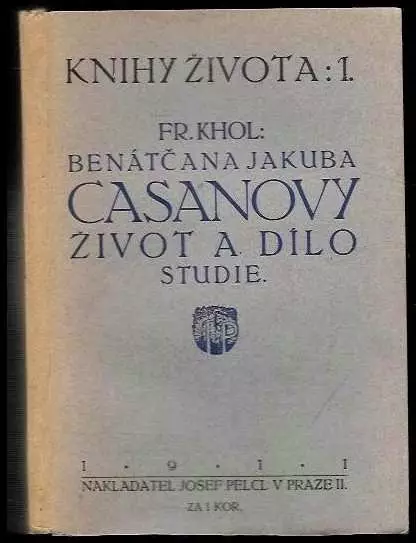 KNIHY ŽIVOTA: 1.
FR. KHOL:
BENÁTČANA JAKUBA
CASANOVY
ŽIVOT A DÍLO
STUDIE.
1 · 9 · 1 · 1
NAKLADATEL JOSEF PELCL V PRAZE II.
ZA 1 KOR.